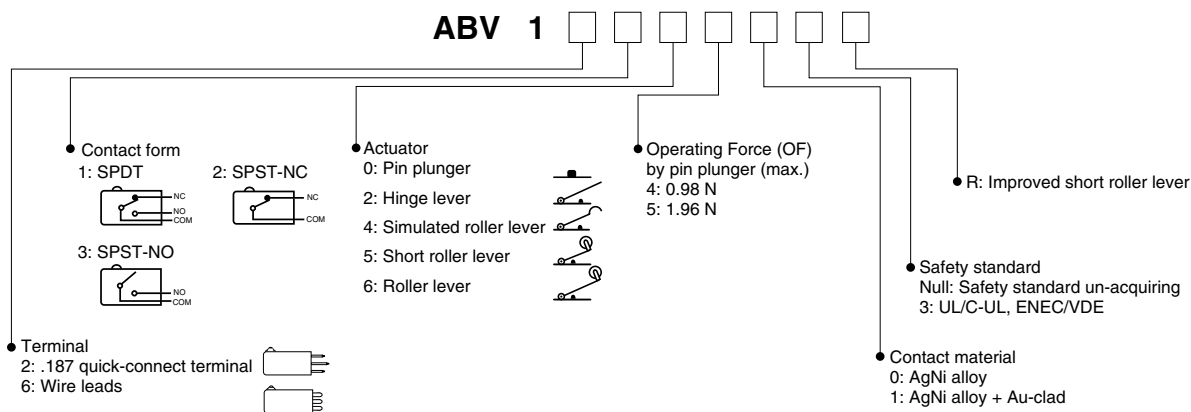 ABV 1
Contact form
1: SPDT
NC
NO
COM
2: SPST-NC
NC
COM
3: SPST-NO
NO
COM
Actuator
0: Pin plunger
2: Hinge lever
4: Simulated roller lever
5: Short roller lever
6: Roller lever
Operating Force (OF)
by pin plunger (max.)
4: 0.98 N
5: 1.96 N
R: Improved short roller lever
Safety standard
Null: Safety standard un-acquiring
3: UL/C-UL, ENEC/VDE
Terminal
2: .187 quick-connect terminal
6: Wire leads
Contact material
0: AgNi alloy
1: AgNi alloy + Au-clad